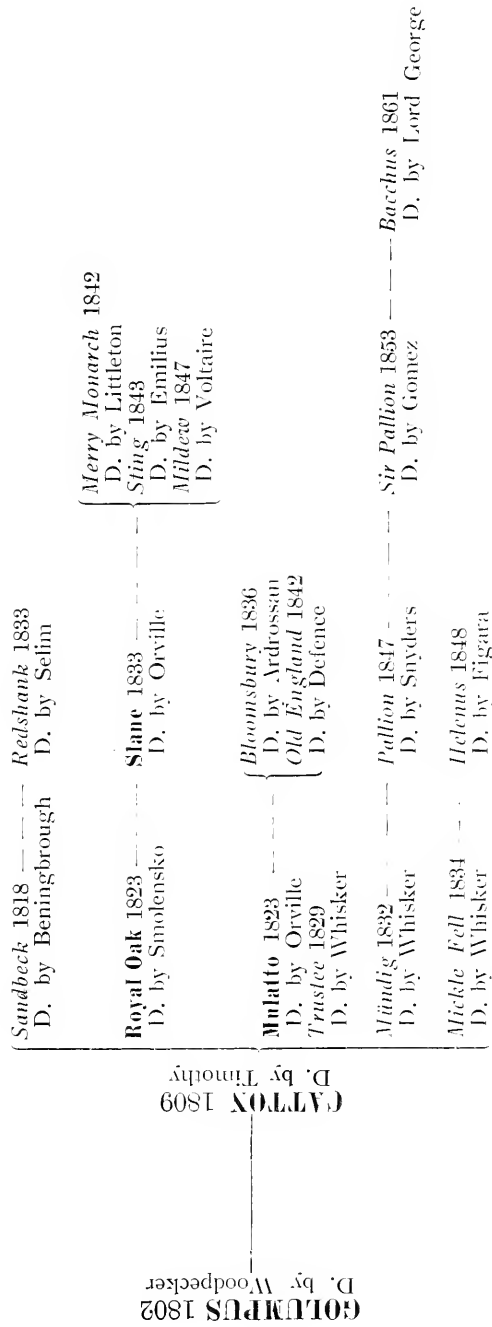 GOLUMPUS 1802
D. by Woodpecker
CATTON 1809
D. by Timothy
Sandbeck 1818
D. by Beningbrough
Redshank 1833
D. by Selim
Royal Oak 1823
D. by Smolensko
Slane 1833
D. by Orville
Merry Monarch 1842
D. by Littleton
Sting 1843
D. by Emilius
Mildew 1847
D. by Voltaire
Mulatto 1823
D. by Orville
Trustee 1829
D. by Whisker
Bloomsbury 1836
D. by Ardrossan
Old England 1842
D. by Defence
Mündig 1832
D. by Whisker
Pallion 1847
D. by Snyders
Sir Pallion 1853
D. by Gomez
Bacchus 1861
D. by Lord George
Mickle Fell 1834
D. by Whisker
Helenus 1848
D. by Figara